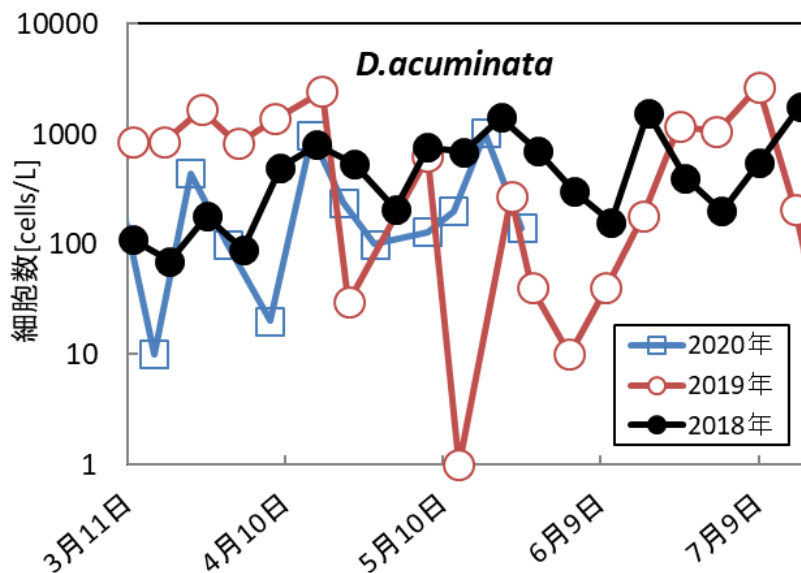 D.acuminata
細胞数[cells/L]
10000
1000
100
10
1
2020年
2019年
2018年
3月11日
4月10日
5月10日
6月9日
7月9日